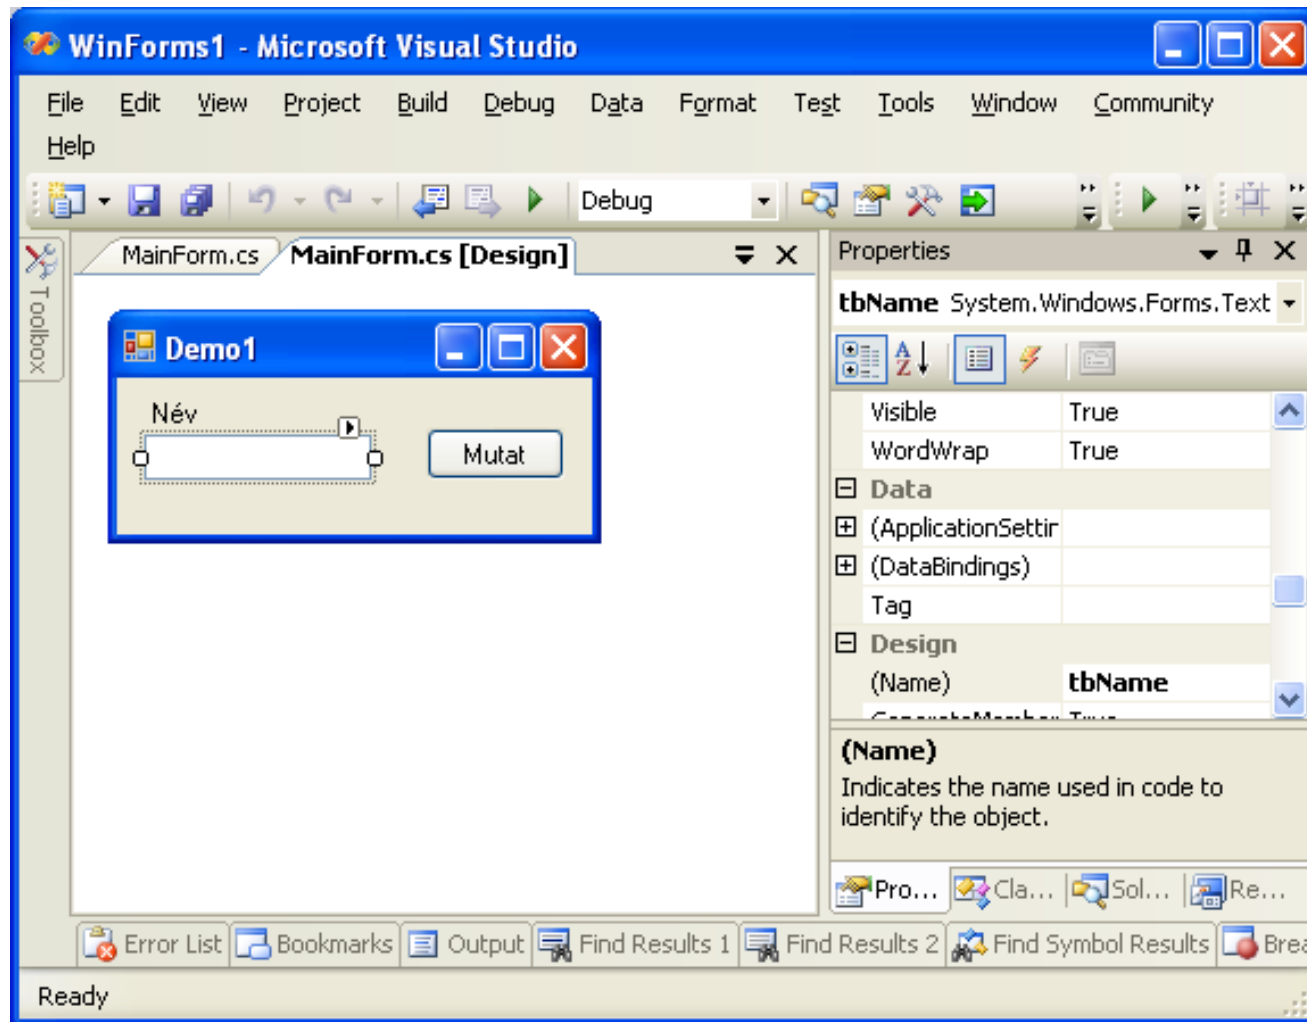 WinForms1 - Microsoft Visual Studio
File Edit View Project Build Debug Data Format Test Tools Window Community
Help
Debug
MainForm.cs MainForm.cs [Design]
Properties
Toolbox
tbName System.Windows.Forms.Text
Demo1
Név
Mutat
Visible True
WordWrap True
Data
(ApplicationSettin
(DataBindings)
Tag
Design
(Name) tbName
GenerateMember True
(Name)
Indicates the name used in code to
identify the object.
Pro... Cla... Sol... Re...
Error List Bookmarks Output Find Results 1 Find Results 2 Find Symbol Results Brea
Ready